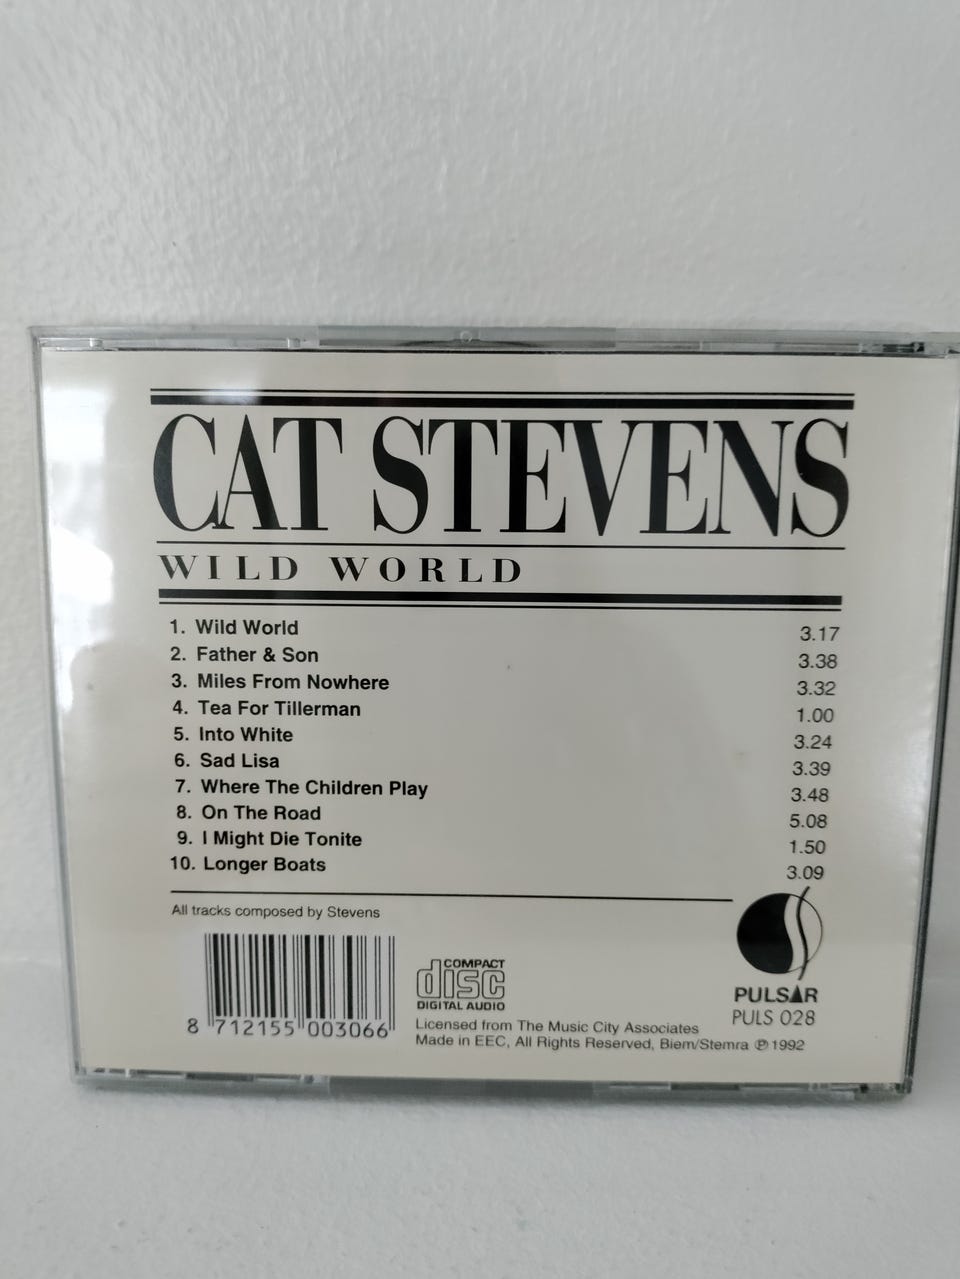 CAT STEVENS
WILD WORLD
1. Wild World 3.17
2. Father & Son 3.38
3. Miles From Nowhere 3.32
4. Tea For Tillerman 1.00
5. Into White 3.24
6. Sad Lisa 3.39
7. Where The Children Play 3.48
8. On The Road 5.08
9. I Might Die Tonite 1.50
10. Longer Boats 3.09
All tracks composed by Stevens
8 712155 003066
COMPACT
disc
DIGITAL AUDIO
Licensed from The Music City Associates
Made in EEC, All Rights Reserved, Biem/Stemra ℗ 1992
PULSAR
PULS 028